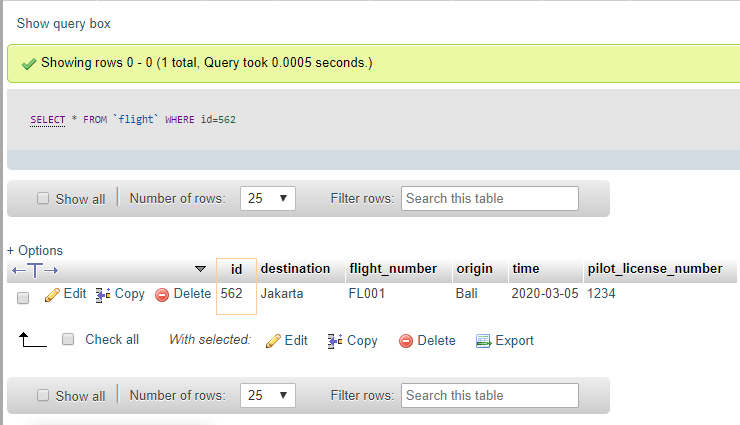 Show query box
Showing rows 0 - 0 (1 total, Query took 0.0005 seconds.)
SELECT * FROM `flight` WHERE id=562
Show all Number of rows: 25 Filter rows: Search this table
+ Options
id destination flight_number origin time pilot_license_number
Edit Copy Delete 562 Jakarta FL001 Bali 2020-03-05 1234
Check all With selected: Edit Copy Delete Export
Show all Number of rows: 25 Filter rows: Search this table